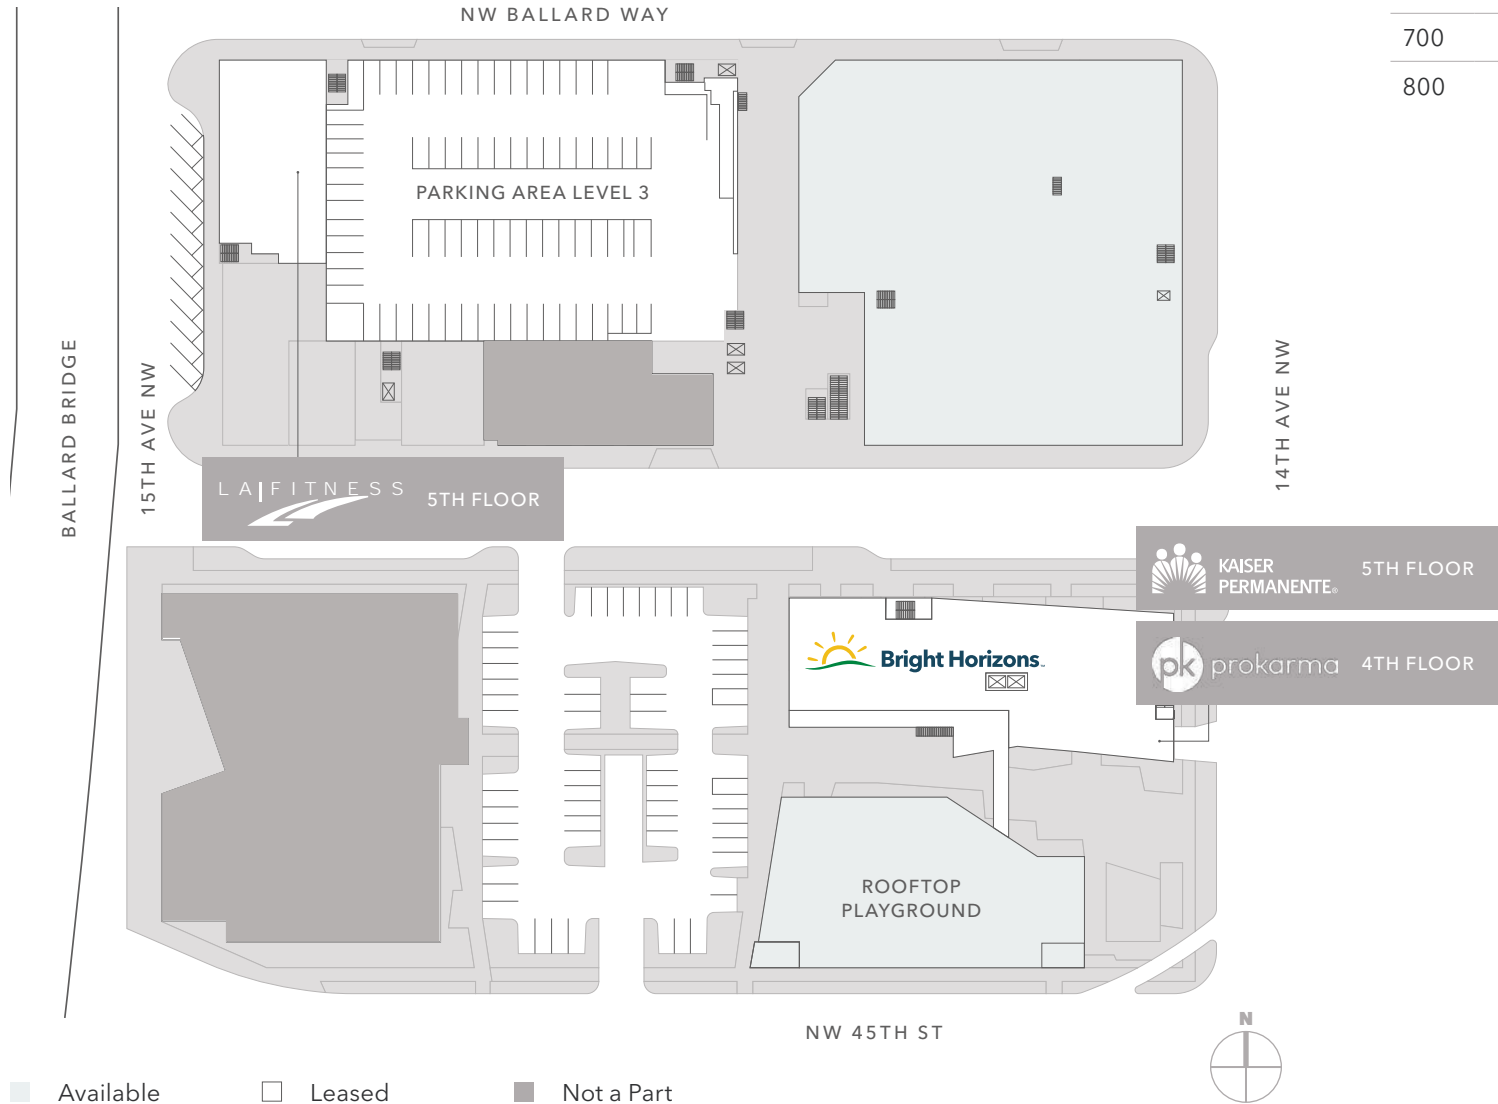 NW BALLARD WAY
700
800
PARKING AREA LEVEL 3
BALLARD BRIDGE
15TH AVE NW
14TH AVE NW
LA FITNESS 5TH FLOOR
KAISER
PERMANENTE® 5TH FLOOR
Bright Horizons
pk prokarma 4TH FLOOR
ROOFTOP
PLAYGROUND
NW 45TH ST
N
Available Leased Not a Part